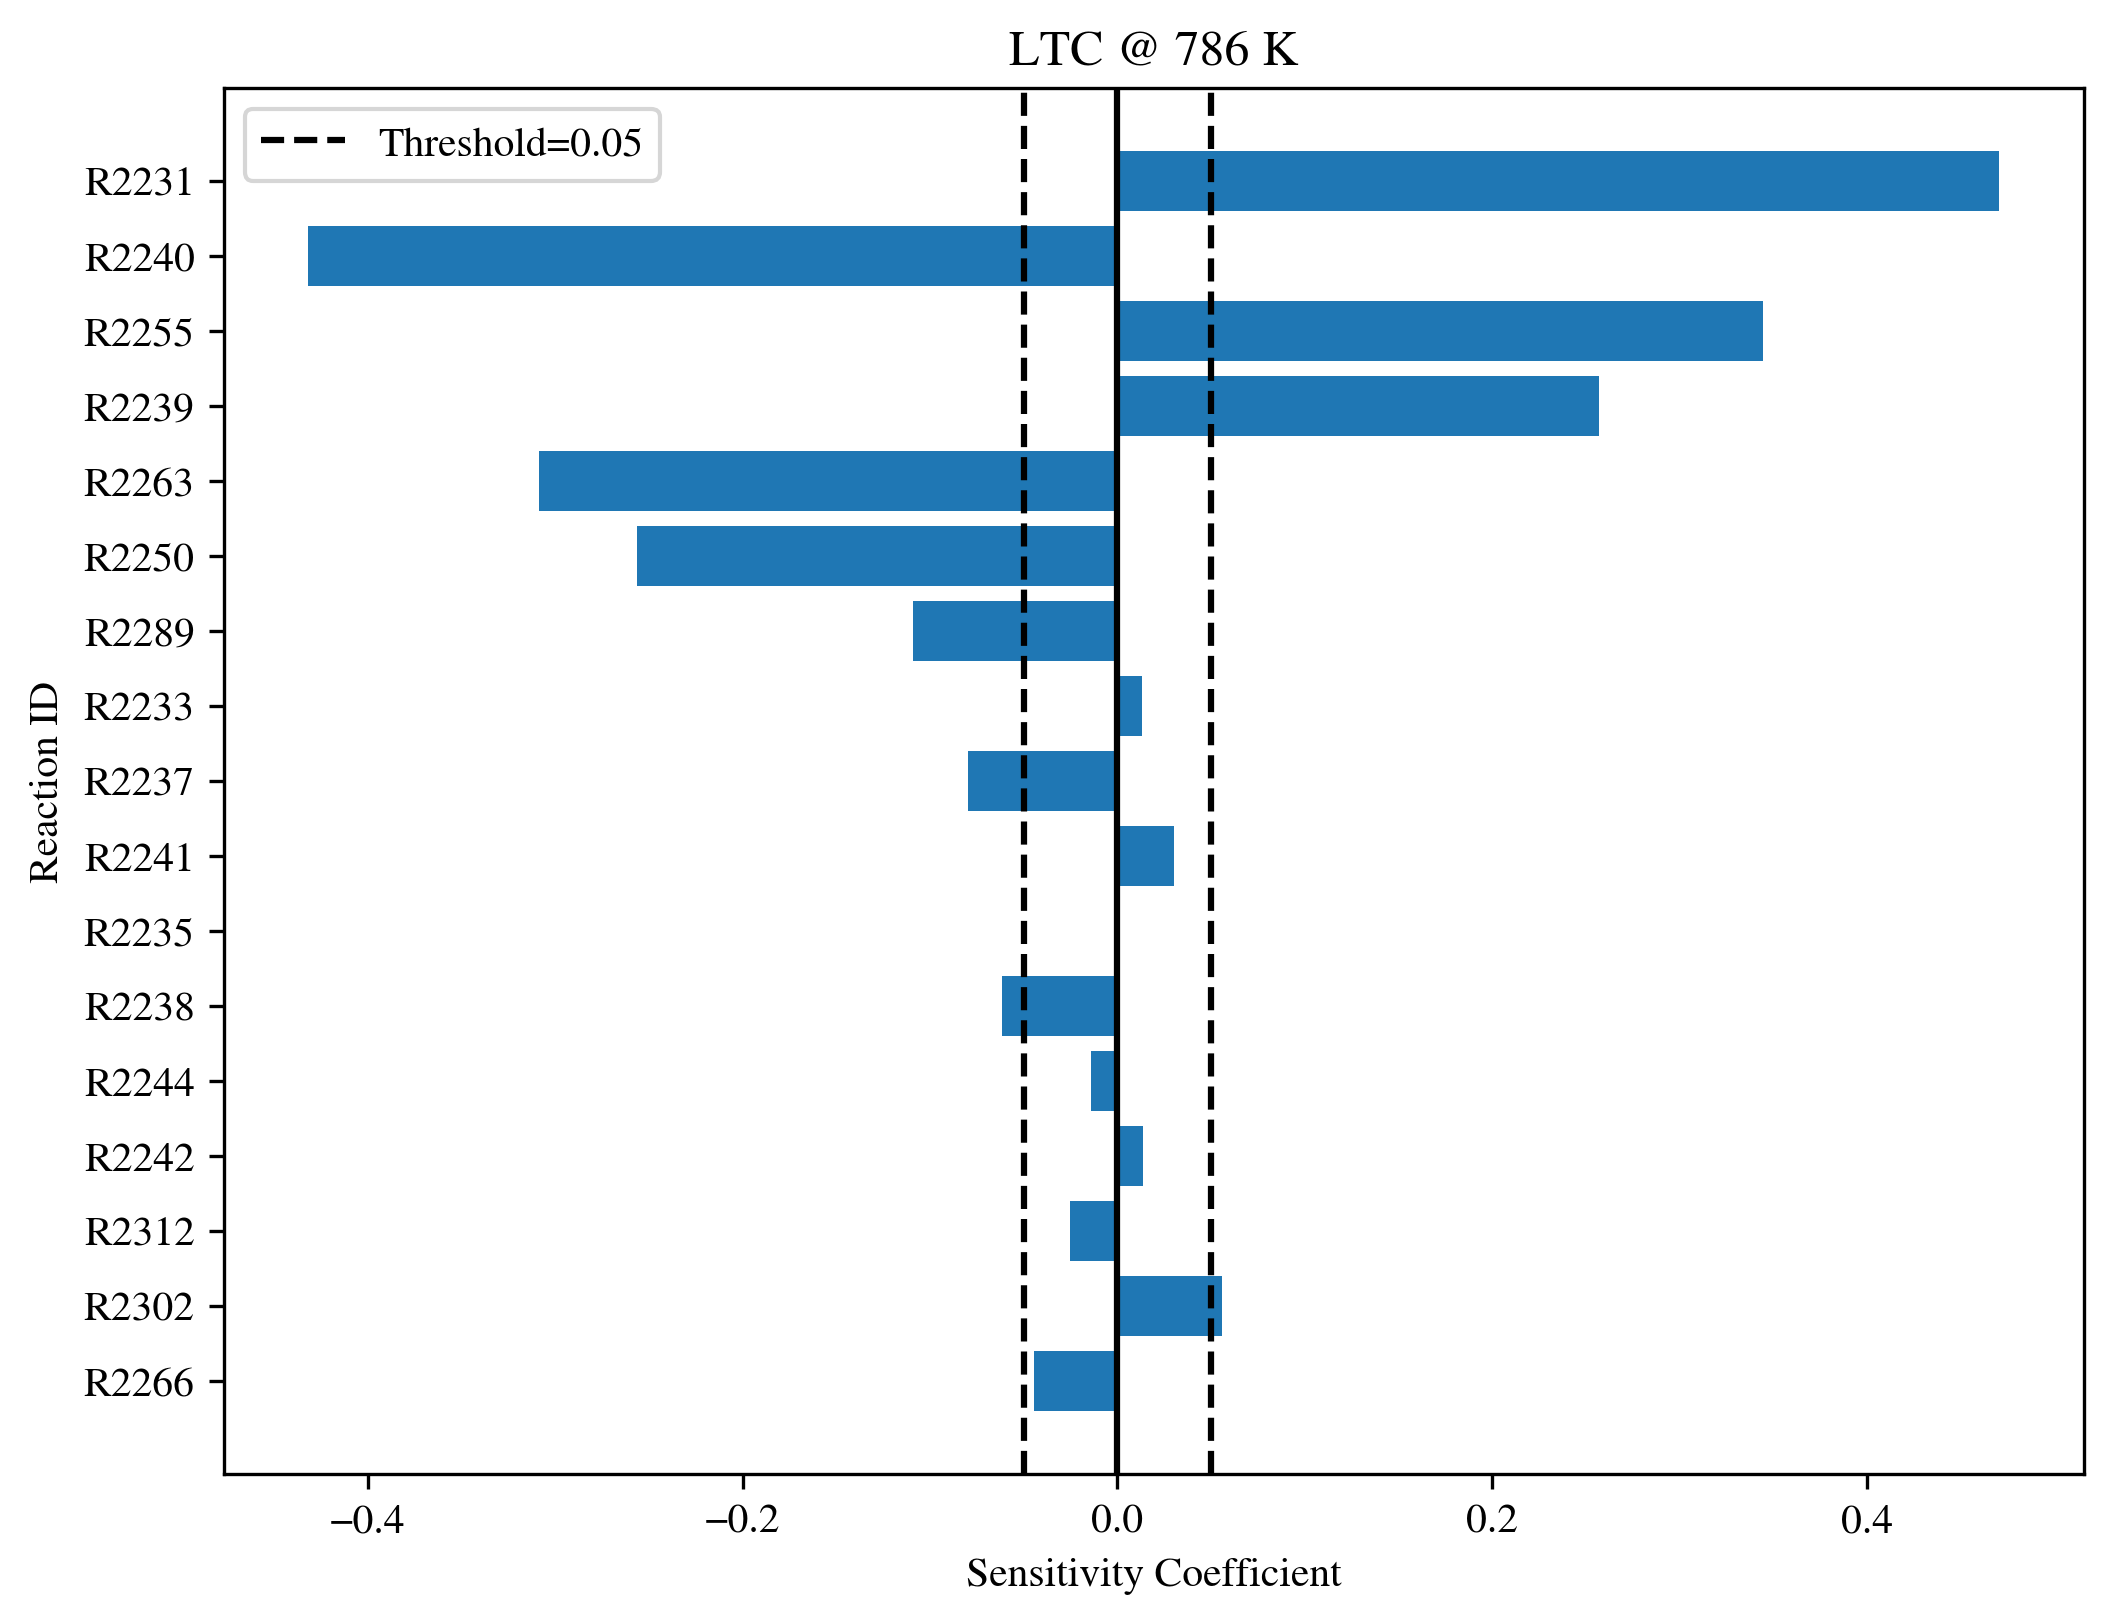 LTC @ 786 K
Threshold=0.05
R2231
R2240
R2255
R2239
R2263
R2250
R2289
R2233
R2237
R2241
R2235
R2238
R2244
R2242
R2312
R2302
R2266
Reaction ID
−0.4 −0.2 0.0 0.2 0.4
Sensitivity Coefficient